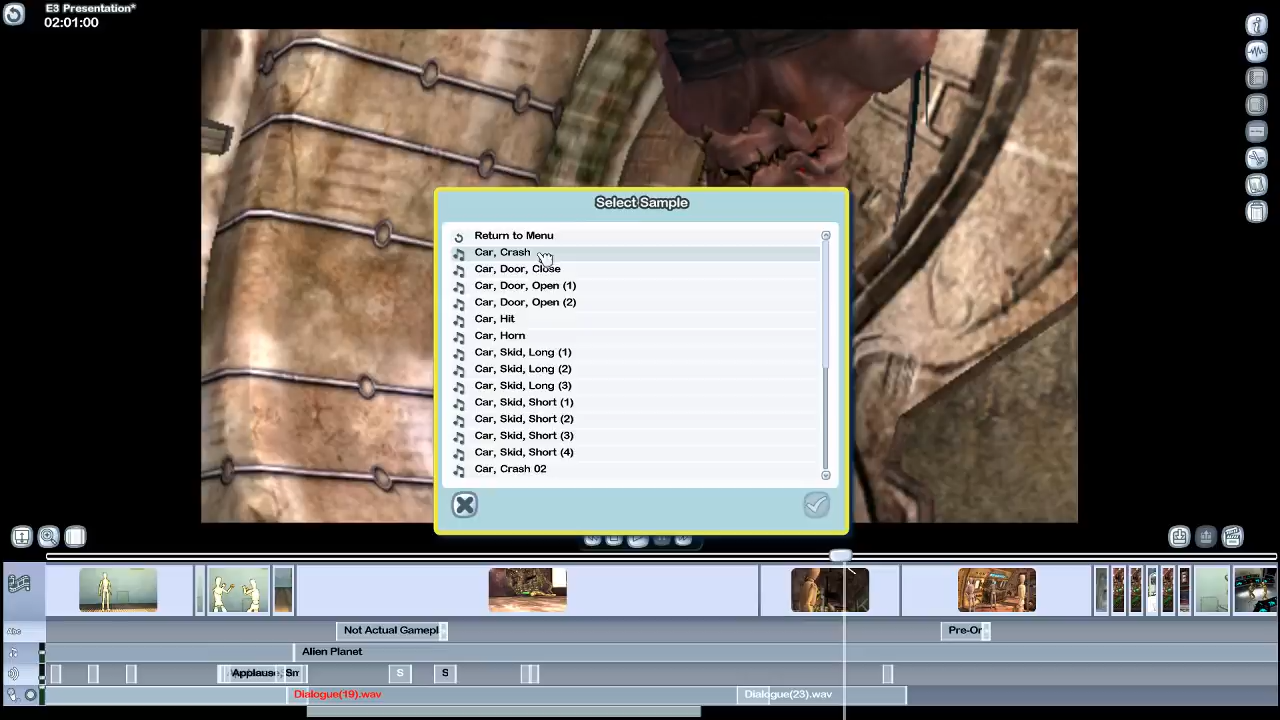 E3 Presentation*
02:01:00
Select Sample
Return to Menu
Car, Crash
Car, Door, Close
Car, Door, Open (1)
Car, Door, Open (2)
Car, Hit
Car, Horn
Car, Skid, Long (1)
Car, Skid, Long (2)
Car, Skid, Long (3)
Car, Skid, Short (1)
Car, Skid, Short (2)
Car, Skid, Short (3)
Car, Skid, Short (4)
Car, Crash 02
Abc
Not Actual Gamepl
Pre-Or
Alien Planet
Applause, Sm
S
S
Dialogue(19).wav
Dialogue(23).wav